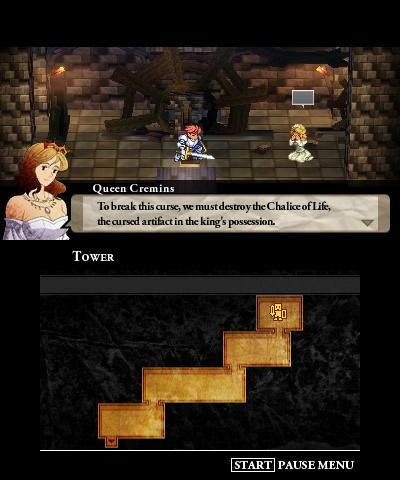 Queen Cremins
To break this curse, we must destroy the Chalice of Life,
the cursed artifact in the king's possession.
Tower
START PAUSE MENU